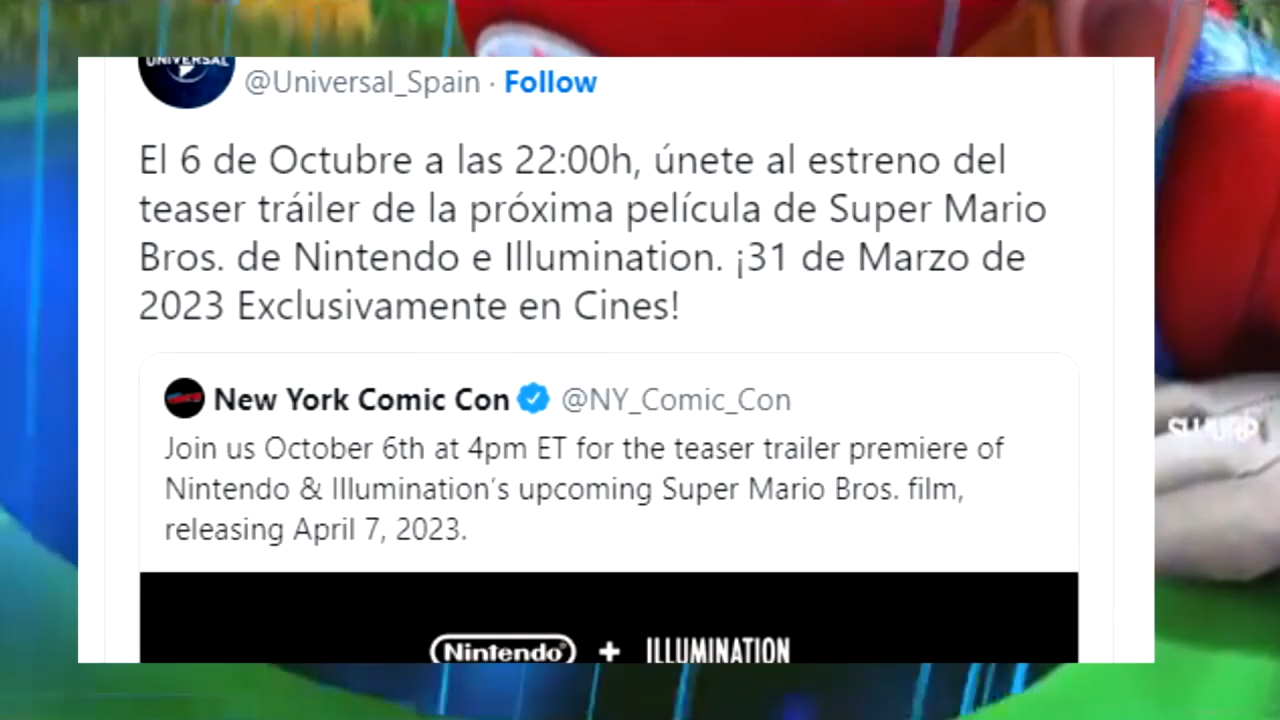 UNIVERSAL
@Universal_Spain · Follow
El 6 de Octubre a las 22:00h, únete al estreno del
teaser tráiler de la próxima película de Super Mario
Bros. de Nintendo e Illumination. ¡31 de Marzo de
2023 Exclusivamente en Cines!
New York Comic Con @NY_Comic_Con
Join us October 6th at 4pm ET for the teaser trailer premiere of
Nintendo & Illumination's upcoming Super Mario Bros. film,
releasing April 7, 2023.
Nintendo + ILLUMINATION